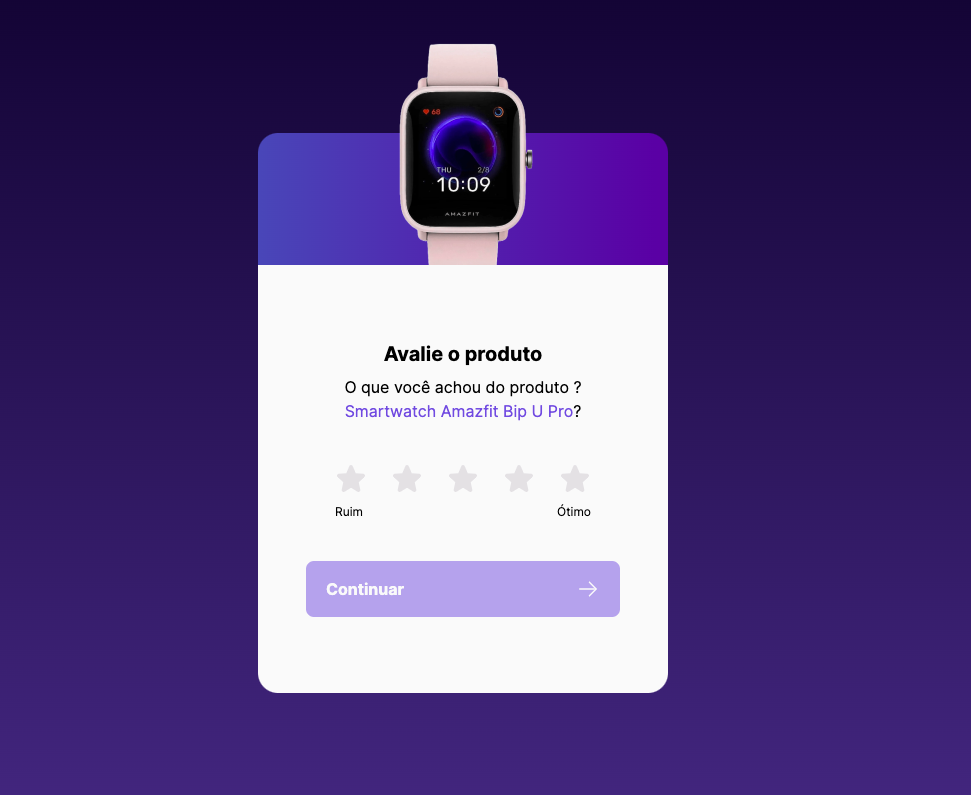 68
THU 2/8
10:09
AMAZFIT
Avalie o produto
O que você achou do produto ?
Smartwatch Amazfit Bip U Pro?
Ruim Ótimo
Continuar